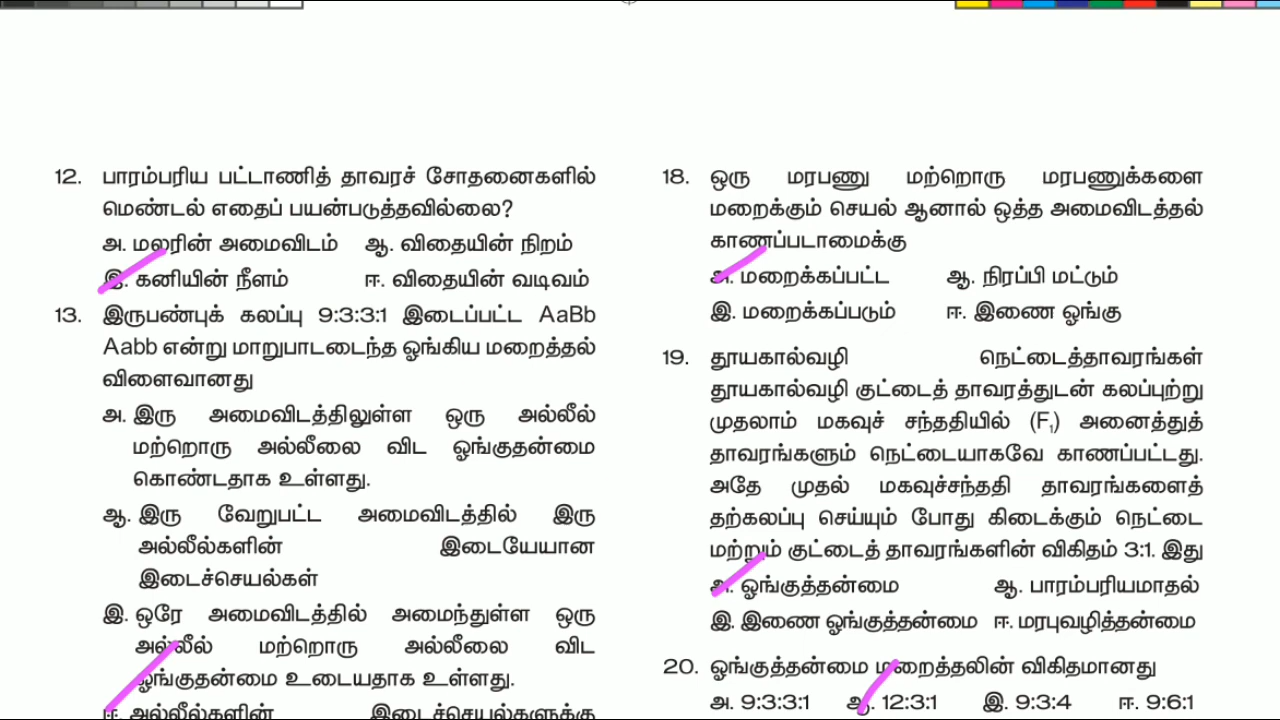 12. பாரம்பரிய பட்டாணித் தாவரச் சோதனைகளில்
மெண்டல் எதைப் பயன்படுத்தவில்லை?
அ. மலரின் அமைவிடம் ஆ. விதையின் நிறம்
இ. கனியின் நீளம் ஈ. விதையின் வடிவம்
13. இருபண்புக் கலப்பு 9:3:3:1 இடைப்பட்ட AaBb
Aabb என்று மாறுபாடடைந்த ஓங்கிய மறைத்தல்
விளைவானது
அ. இரு அமைவிடத்திலுள்ள ஒரு அல்லீல்
மற்றொரு அல்லீலை விட ஓங்குதன்மை
கொண்டதாக உள்ளது.
ஆ. இரு வேறுபட்ட அமைவிடத்தில் இரு
அல்லீல்களின் இடையேயான
இடைச்செயல்கள்
இ. ஒரே அமைவிடத்தில் அமைந்துள்ள ஒரு
அல்லீல் மற்றொரு அல்லீலை விட
ஓங்குதன்மை உடையதாக உள்ளது.
ஈ. அல்லீல்களின் இடைச்செயல்களுக்கு
18. ஒரு மரபணு மற்றொரு மரபணுக்களை
மறைக்கும் செயல் ஆனால் ஒத்த அமைவிடத்தல்
காணப்படாமைக்கு
அ. மறைக்கப்பட்ட ஆ. நிரப்பி மட்டும்
இ. மறைக்கப்படும் ஈ. இணை ஓங்கு
19. தூயகால்வழி நெட்டைத்தாவரங்கள்
தூயகால்வழி குட்டைத் தாவரத்துடன் கலப்புற்று
முதலாம் மகவுச் சந்ததியில் (F₁) அனைத்துத்
தாவரங்களும் நெட்டையாகவே காணப்பட்டது.
அதே முதல் மகவுச்சந்ததி தாவரங்களைத்
தற்கலப்பு செய்யும் போது கிடைக்கும் நெட்டை
மற்றும் குட்டைத் தாவரங்களின் விகிதம் 3:1. இது
அ. ஓங்குத்தன்மை ஆ. பாரம்பரியமாதல்
இ. இணை ஓங்குத்தன்மை ஈ. மரபுவழித்தன்மை
20. ஓங்குத்தன்மை மறைத்தலின் விகிதமானது
அ. 9:3:3:1 ஆ. 12:3:1 இ. 9:3:4 ஈ. 9:6:1